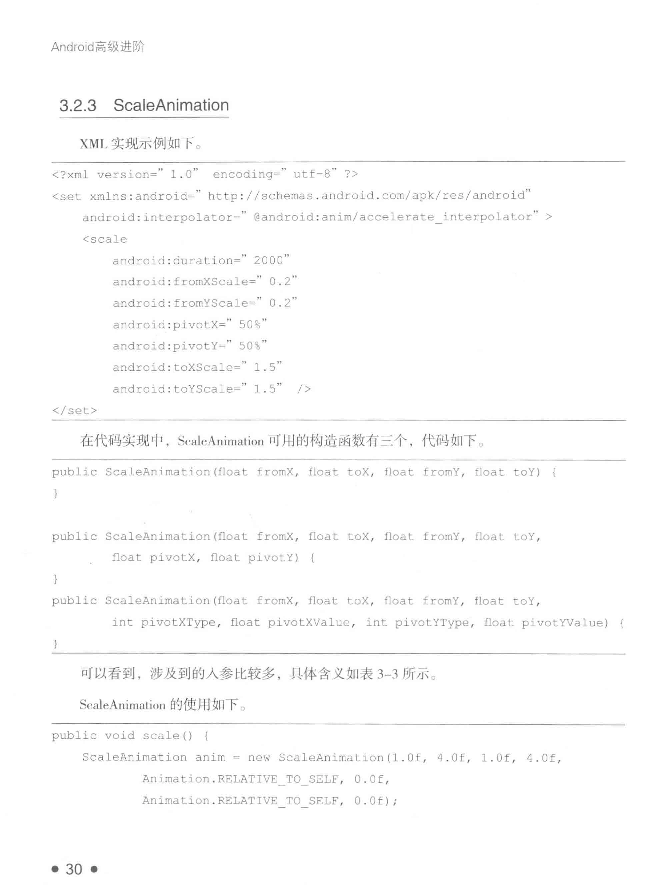 Android高级进阶
3.2.3 ScaleAnimation
XML 实现示例如下。
<?xml version=”1.0” encoding=”utf-8”?>
<set xmlns:android=”http://schemas.android.com/apk/res/android”
android:interpolator=”@android:anim/accelerate_interpolator”>
<scale
android:duration=”2000”
android:fromXScale=”0.2”
android:fromYScale=”0.2”
android:pivotX=”50%”
android:pivotY=”50%”
android:toXScale=”1.5”
android:toYScale=”1.5” />
</set>
在代码实现中，ScaleAnimation 可用的构造函数有三个，代码如下。
public ScaleAnimation(float fromX, float toX, float fromY, float toY) {
}
public ScaleAnimation(float fromX, float toX, float fromY, float toY,
float pivotX, float pivotY) {
}
public ScaleAnimation(float fromX, float toX, float fromY, float toY,
int pivotXType, float pivotXValue, int pivotYType, float pivotYValue) {
}
可以看到，涉及到的入参比较多，具体含义如表 3-3 所示。
ScaleAnimation 的使用如下。
public void scale() {
ScaleAnimation anim = new ScaleAnimation(1.0f, 4.0f, 1.0f, 4.0f,
Animation.RELATIVE_TO_SELF, 0.0f,
Animation.RELATIVE_TO_SELF, 0.0f);
● 30 ●